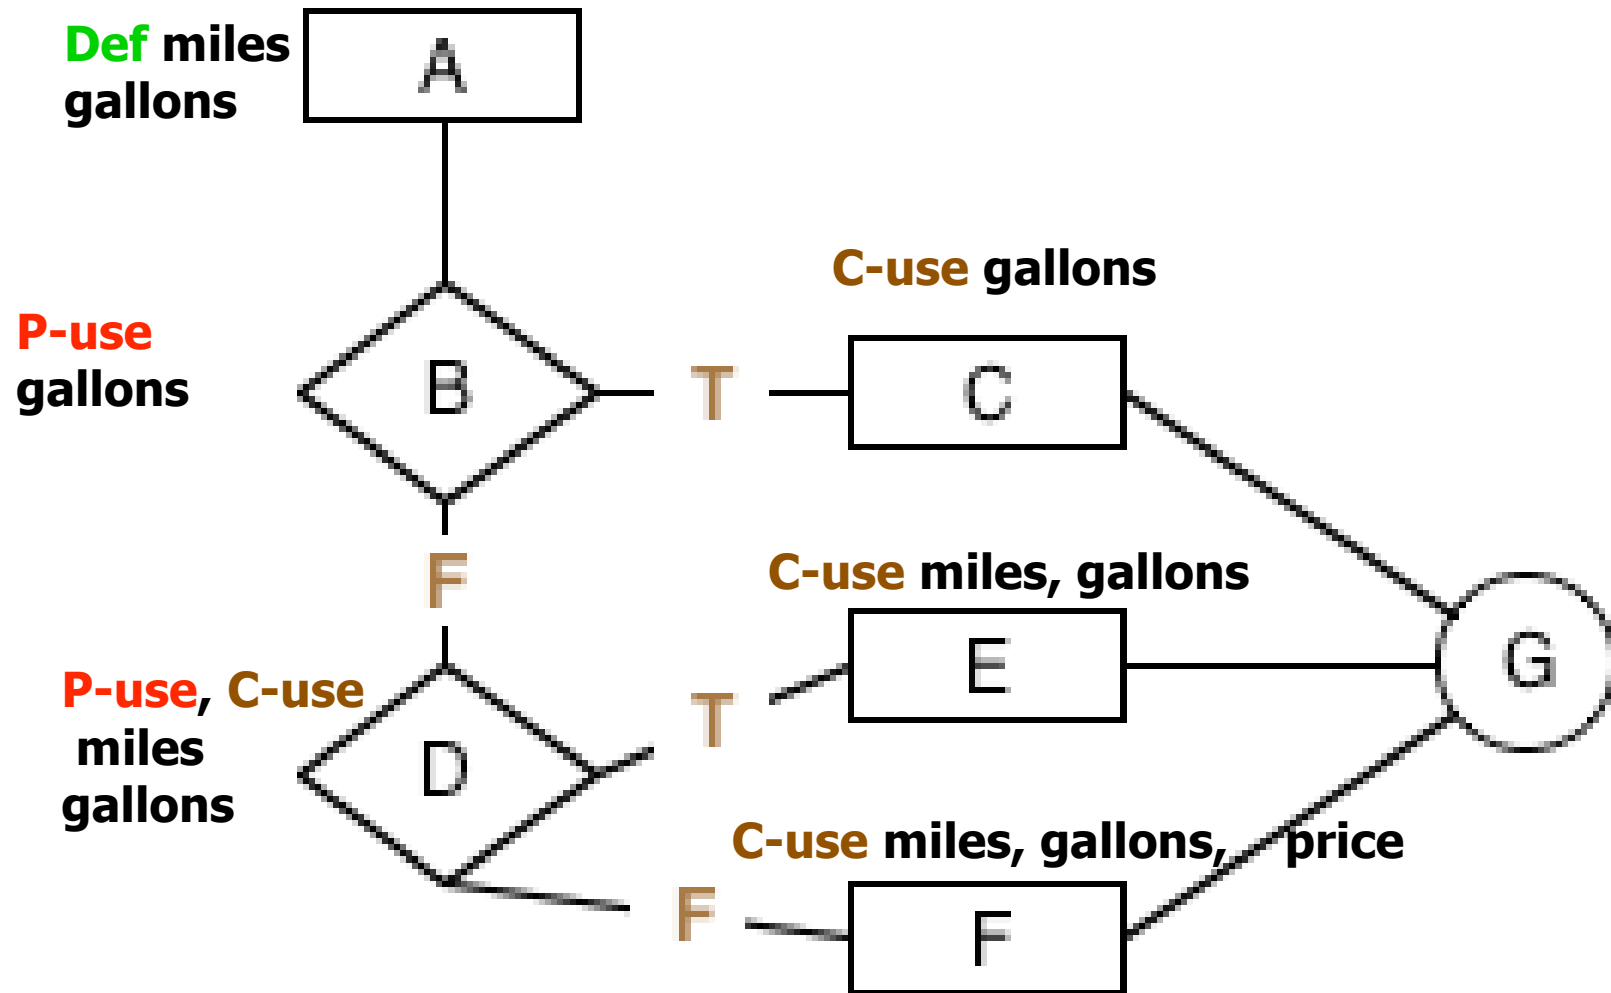 Def miles
gallons
A
C-use gallons
P-use
gallons
B
T
C
F
C-use miles, gallons
E
G
P-use, C-use
miles
gallons
D
T
C-use miles, gallons, price
F
F